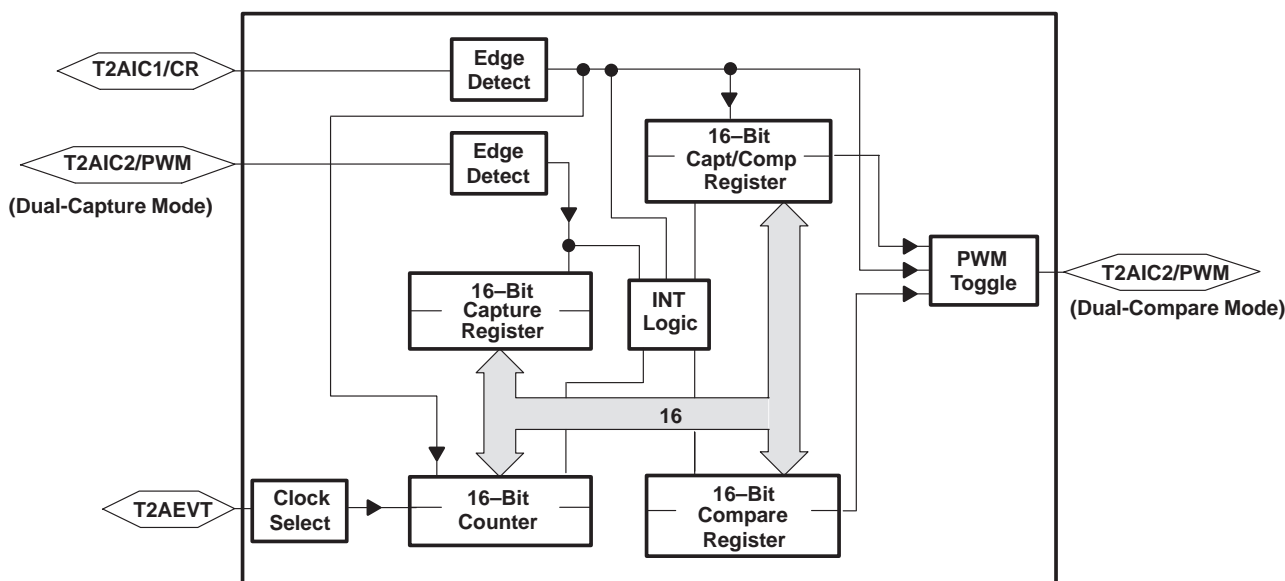 T2AIC1/CR
Edge
Detect
T2AIC2/PWM
(Dual-Capture Mode)
Edge
Detect
16–Bit
Capt/Comp
Register
16–Bit
Capture
Register
INT
Logic
PWM
Toggle
T2AIC2/PWM
(Dual-Compare Mode)
16
T2AEVT
Clock
Select
16–Bit
Counter
16–Bit
Compare
Register